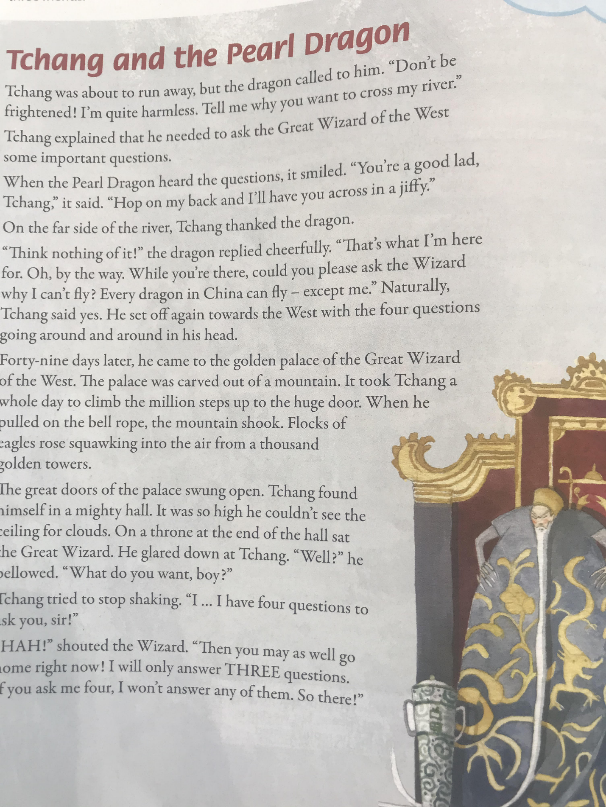 Tchang and the Pearl Dragon
Tchang was about to run away, but the dragon called to him. “Don’t be
frightened! I’m quite harmless. Tell me why you want to cross my river.”
Tchang explained that he needed to ask the Great Wizard of the West
some important questions.
When the Pearl Dragon heard the questions, it smiled. “You’re a good lad,
Tchang,” it said. “Hop on my back and I’ll have you across in a jiffy.”
On the far side of the river, Tchang thanked the dragon.
“Think nothing of it!” the dragon replied cheerfully. “That’s what I’m here
for. Oh, by the way. While you’re there, could you please ask the Wizard
why I can’t fly? Every dragon in China can fly – except me.” Naturally,
Tchang said yes. He set off again towards the West with the four questions
going around and around in his head.
Forty-nine days later, he came to the golden palace of the Great Wizard
of the West. The palace was carved out of a mountain. It took Tchang a
whole day to climb the million steps up to the huge door. When he
pulled on the bell rope, the mountain shook. Flocks of
eagles rose squawking into the air from a thousand
golden towers.
The great doors of the palace swung open. Tchang found
himself in a mighty hall. It was so high he couldn’t see the
ceiling for clouds. On a throne at the end of the hall sat
the Great Wizard. He glared down at Tchang. “Well?” he
bellowed. “What do you want, boy?”
Tchang tried to stop shaking. “I ... I have four questions to
ask you, sir!”
“HAH!” shouted the Wizard. “Then you may as well go
home right now! I will only answer THREE questions.
If you ask me four, I won’t answer any of them. So there!”